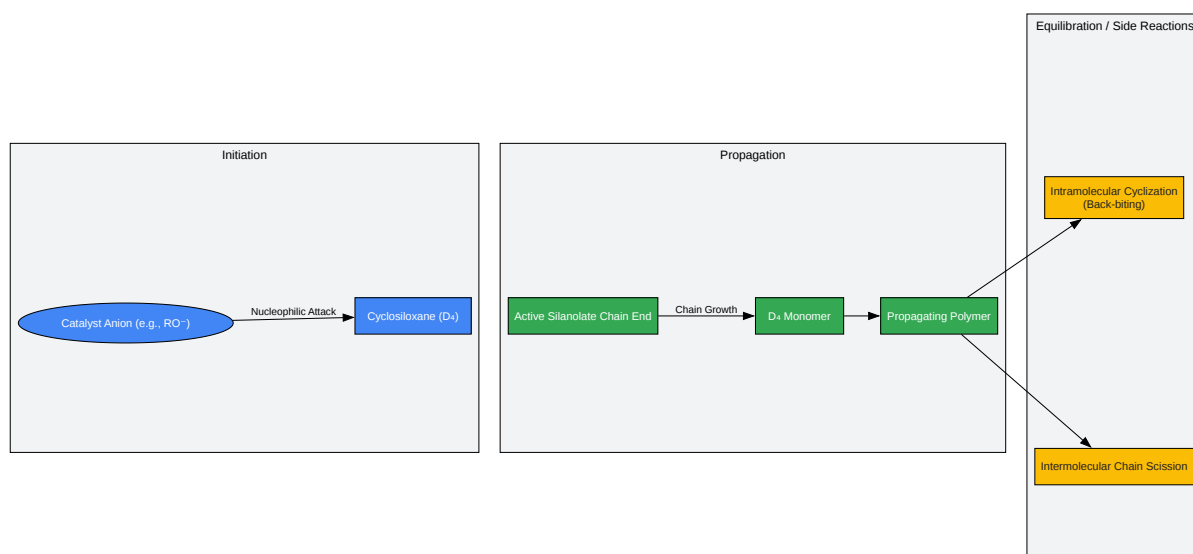 Equilibration / Side Reactions
Initiation
Propagation
Intramolecular Cyclization
(Back-biting)
Catalyst Anion (e.g., RO⁻)
Nucleophilic Attack
Cyclosiloxane (D₄)
Active Silanolate Chain End
Chain Growth
D₄ Monomer
Propagating Polymer
Intermolecular Chain Scission